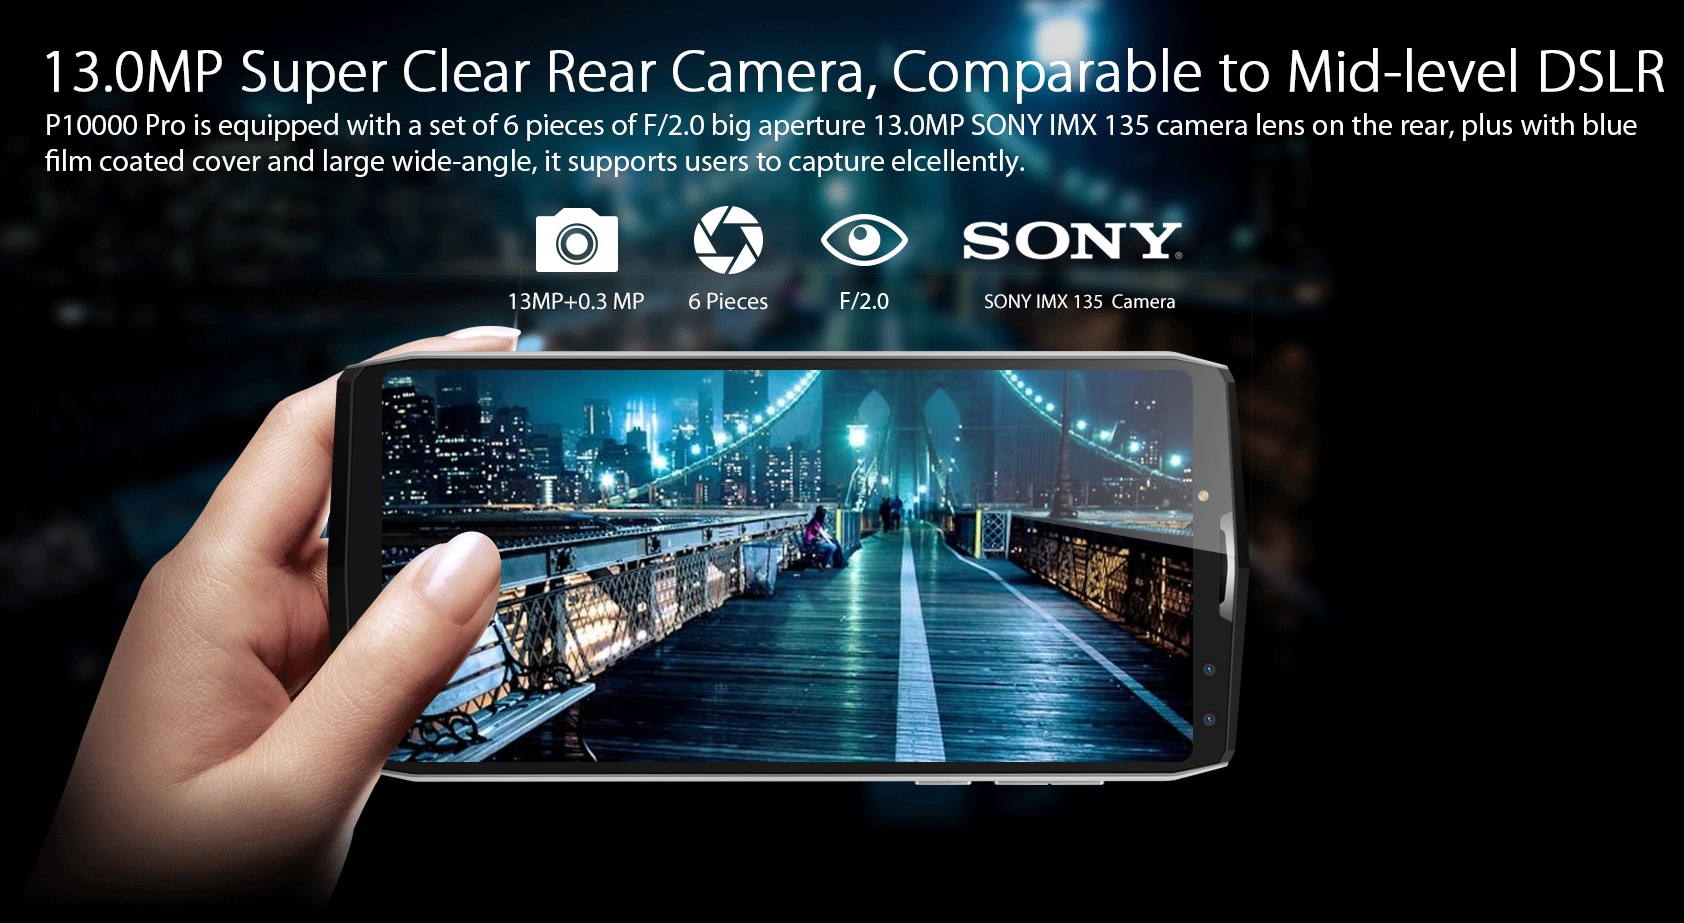 13.0MP Super Clear Rear Camera, Comparable to Mid-level DSLR
P10000 Pro is equipped with a set of 6 pieces of F/2.0 big aperture 13.0MP SONY IMX 135 camera lens on the rear, plus with blue
film coated cover and large wide-angle, it supports users to capture elcellently.
SONY®
13MP+0.3 MP 6 Pieces F/2.0 SONY IMX 135 Camera